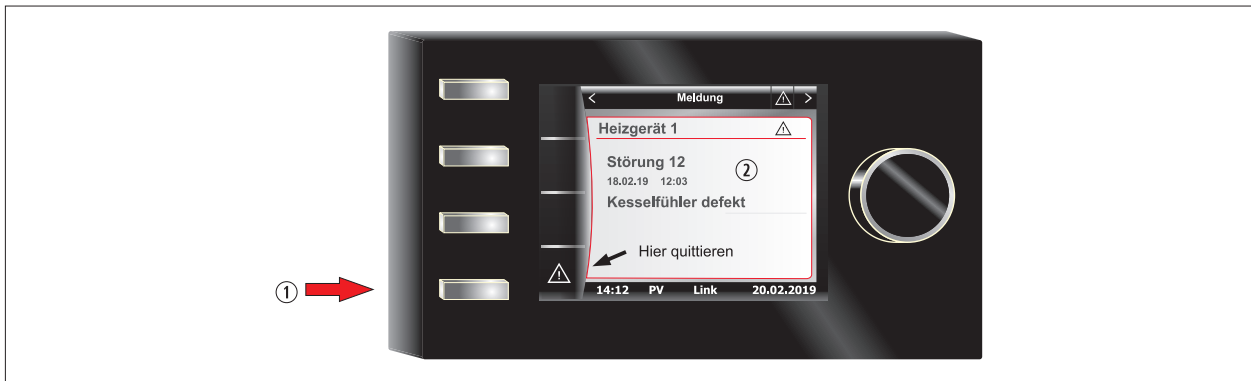 < Meldung >
Heizgerät 1
Störung 12
②
18.02.19 12:03
Kesselfühler defekt
Hier quittieren
①
14:12 PV Link 20.02.2019